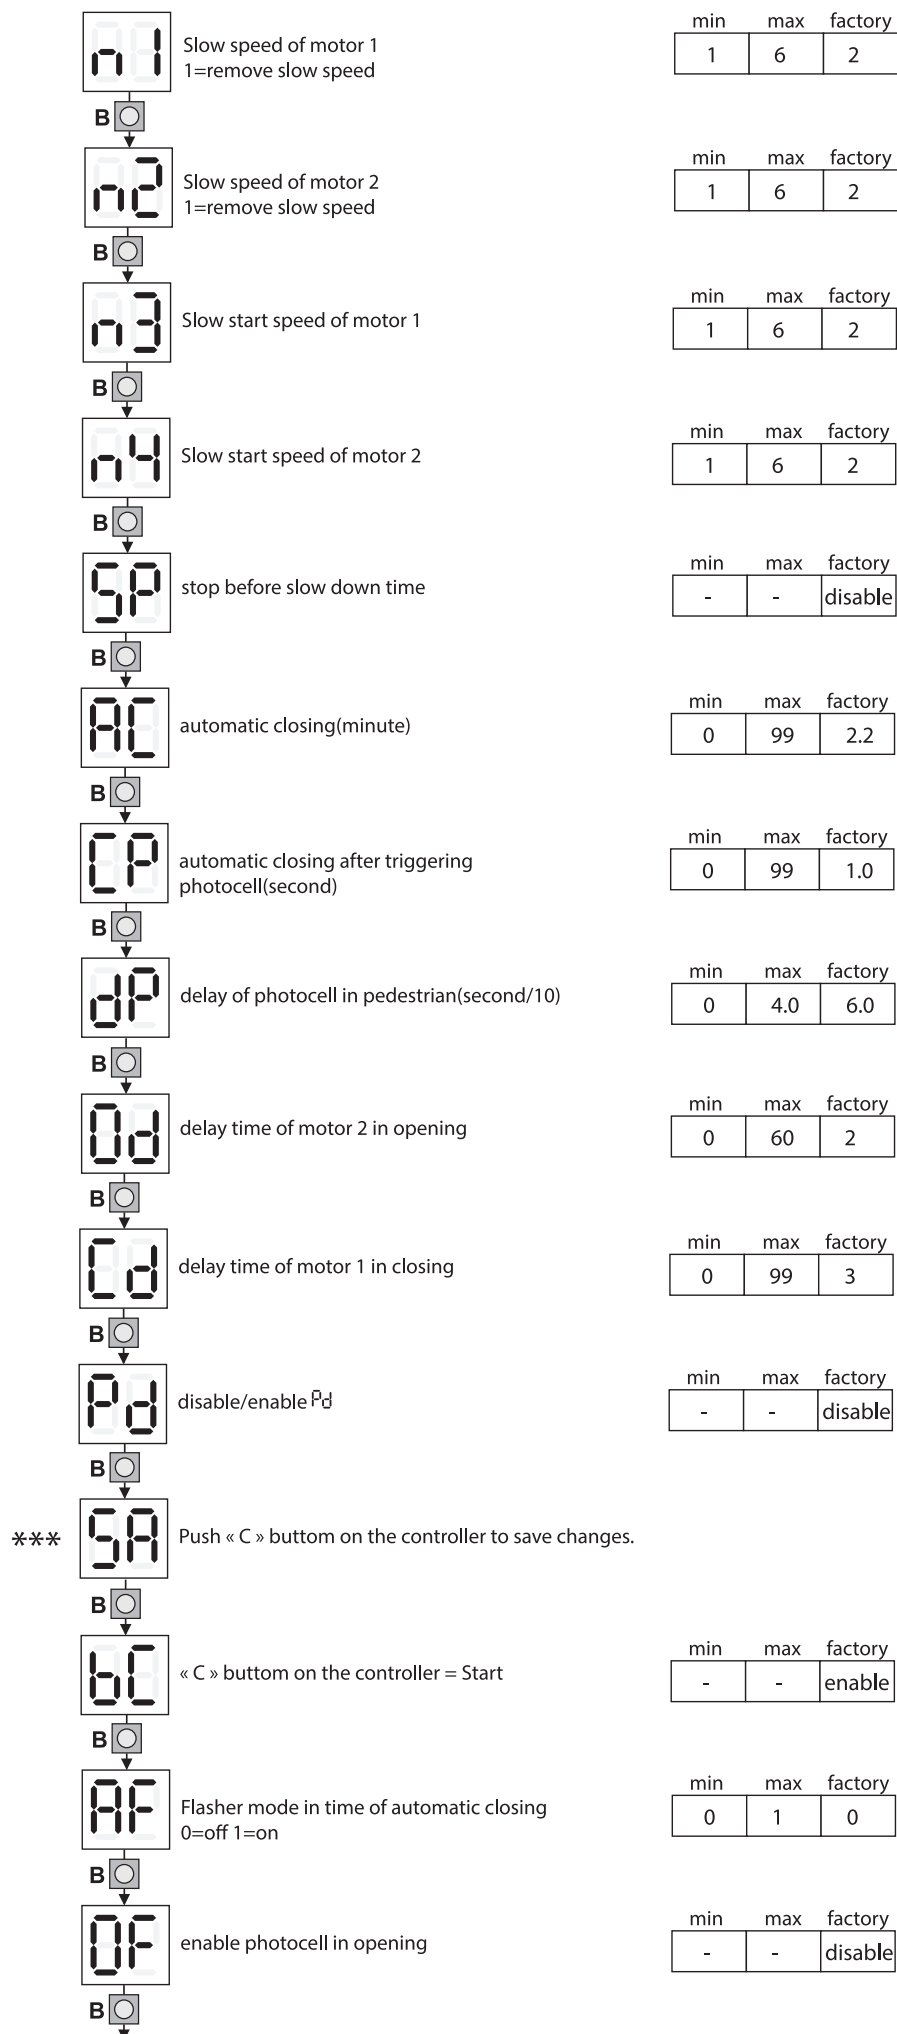 min max factory
n1 Slow speed of motor 1 1 6 2
1=remove slow speed
B
min max factory
n2 Slow speed of motor 2 1 6 2
1=remove slow speed
B
min max factory
n3 Slow start speed of motor 1 1 6 2
B
min max factory
n4 Slow start speed of motor 2 1 6 2
B
min max factory
SP stop before slow down time - - disable
B
min max factory
AC automatic closing(minute) 0 99 2.2
B
min max factory
CP automatic closing after triggering 0 99 1.0
photocell(second)
B
min max factory
dP delay of photocell in pedestrian(second/10) 0 4.0 6.0
B
min max factory
Od delay time of motor 2 in opening 0 60 2
B
min max factory
Cd delay time of motor 1 in closing 0 99 3
B
min max factory
Pd disable/enable Pd - - disable
B
*** SA Push « C » buttom on the controller to save changes.
B
min max factory
bC « C » buttom on the controller = Start - - enable
B
min max factory
AF Flasher mode in time of automatic closing 0 1 0
0=off 1=on
B
min max factory
OF enable photocell in opening - - disable
B